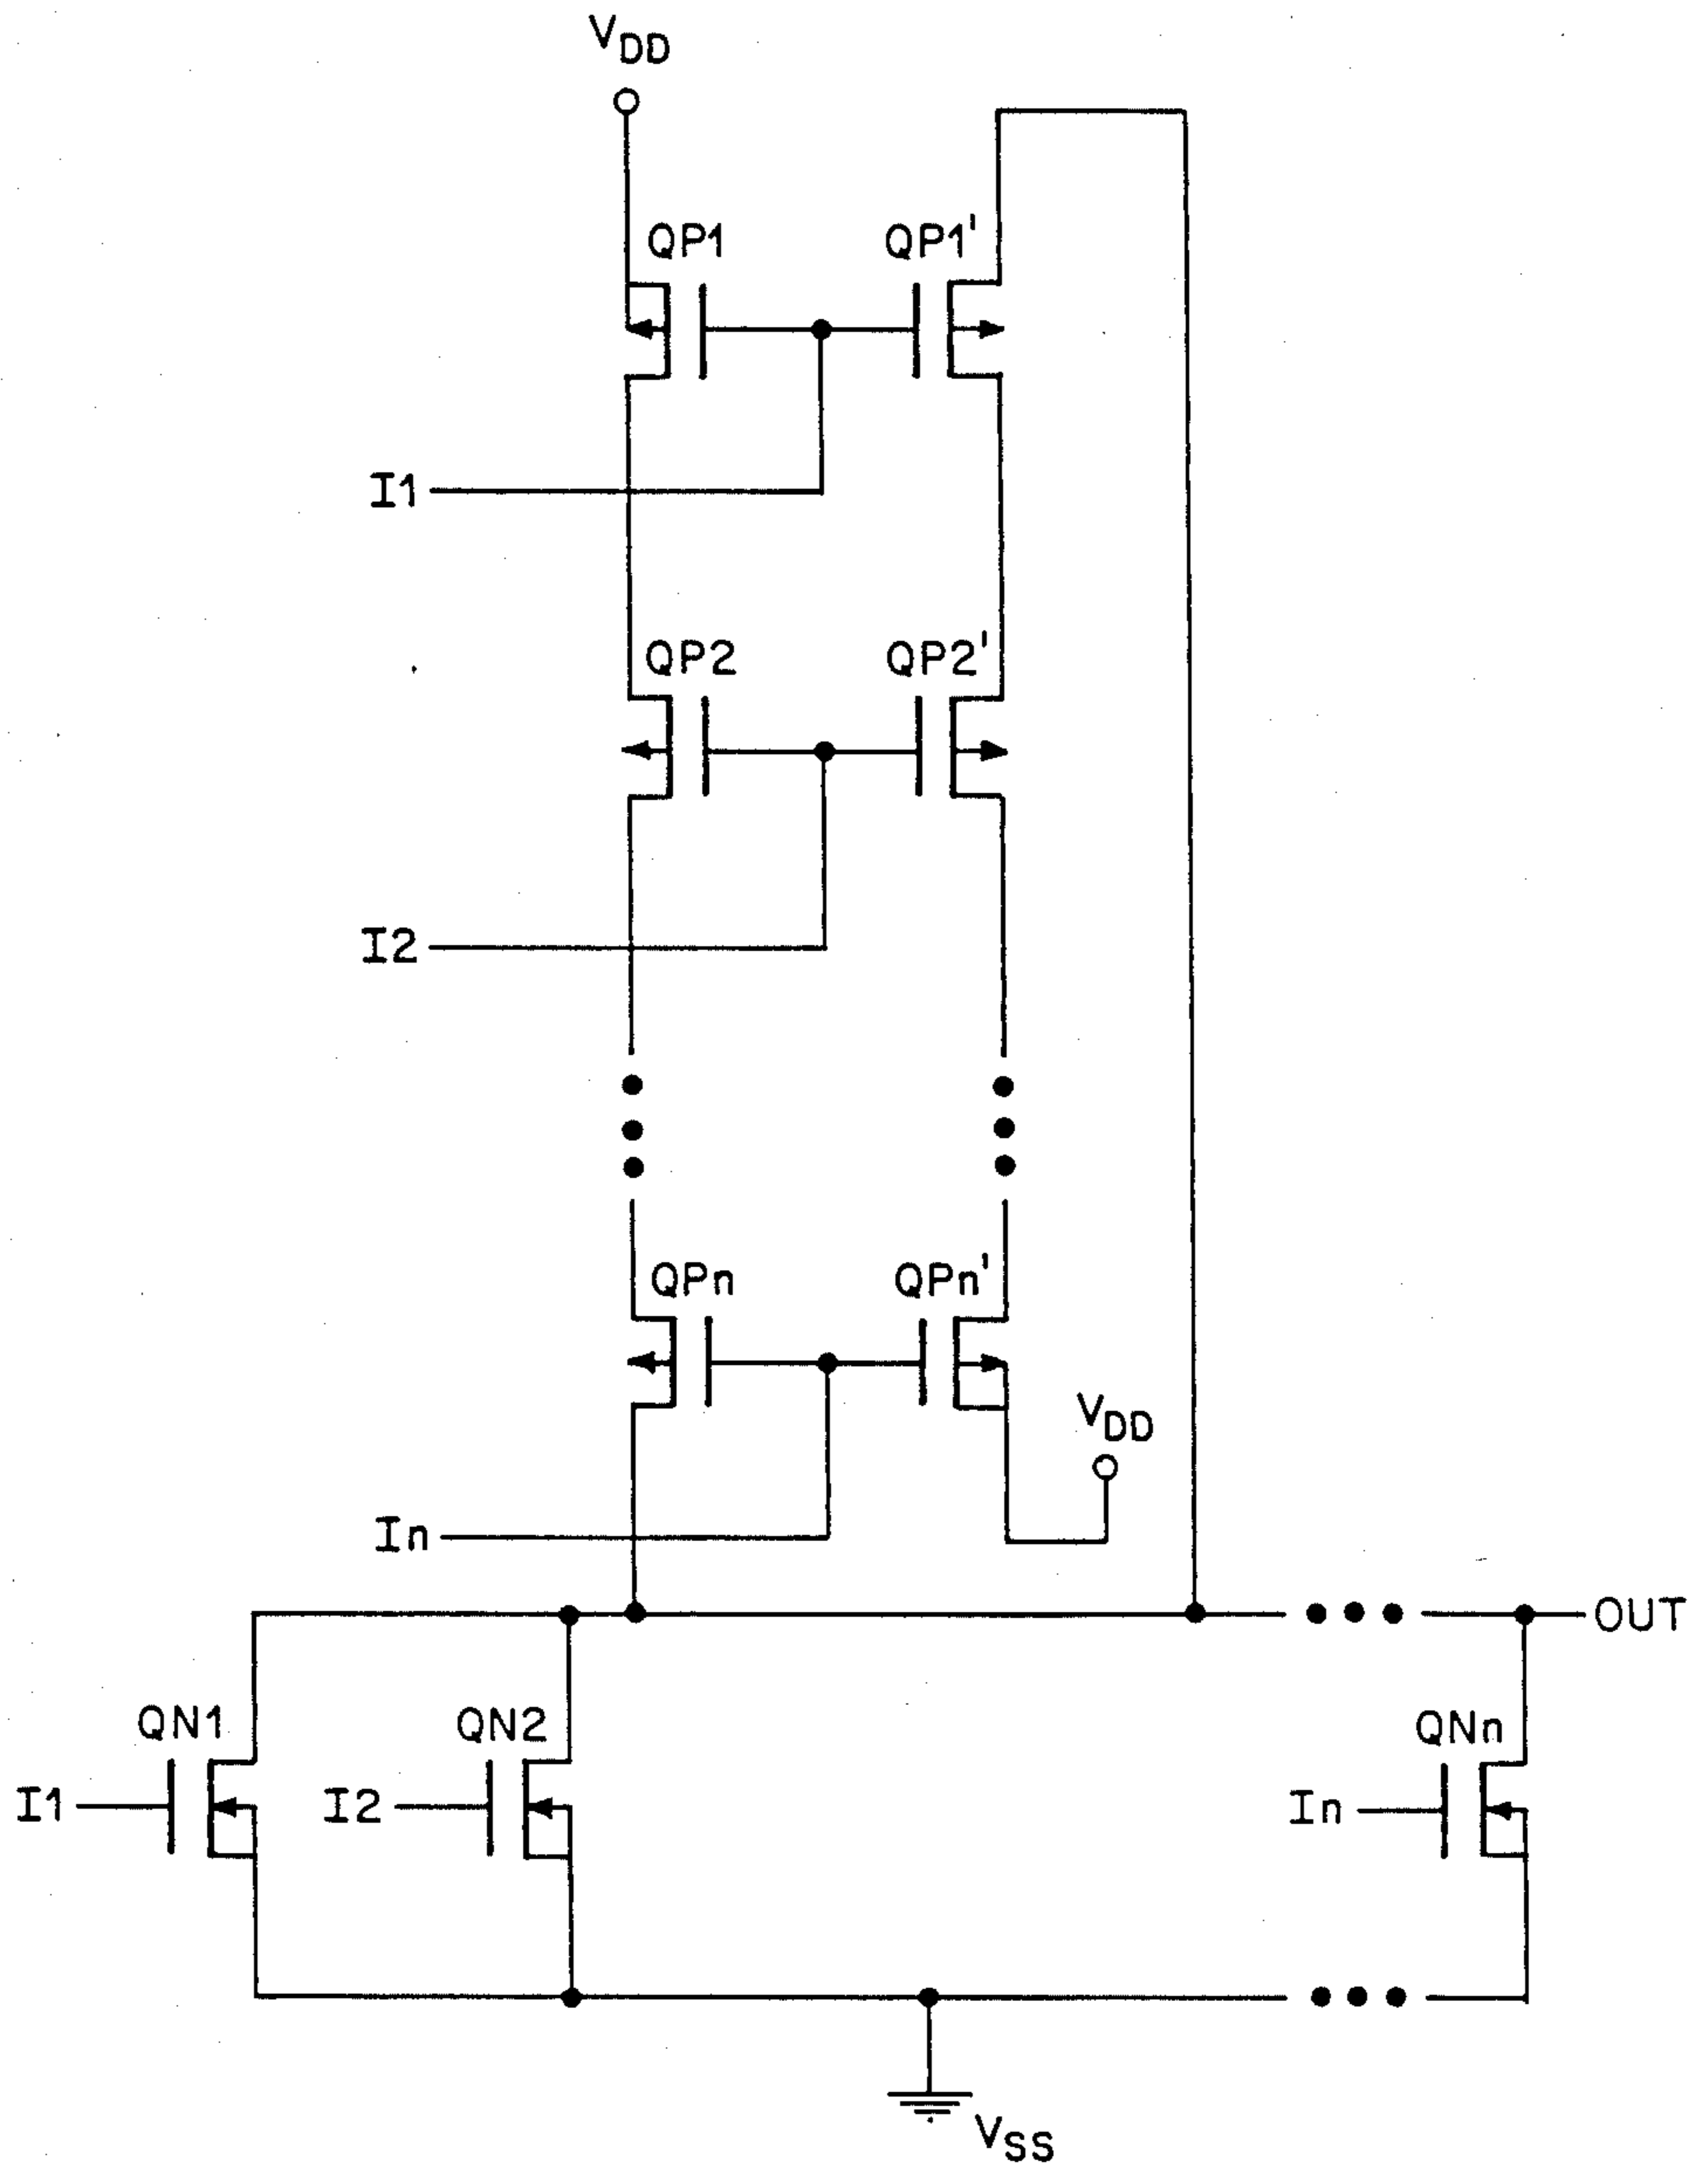 VDD
QP1 QP1'
I1
QP2 QP2'
I2
QPn QPn'
VDD
In
OUT
QN1 QN2 QNn
I1 I2 In
VSS